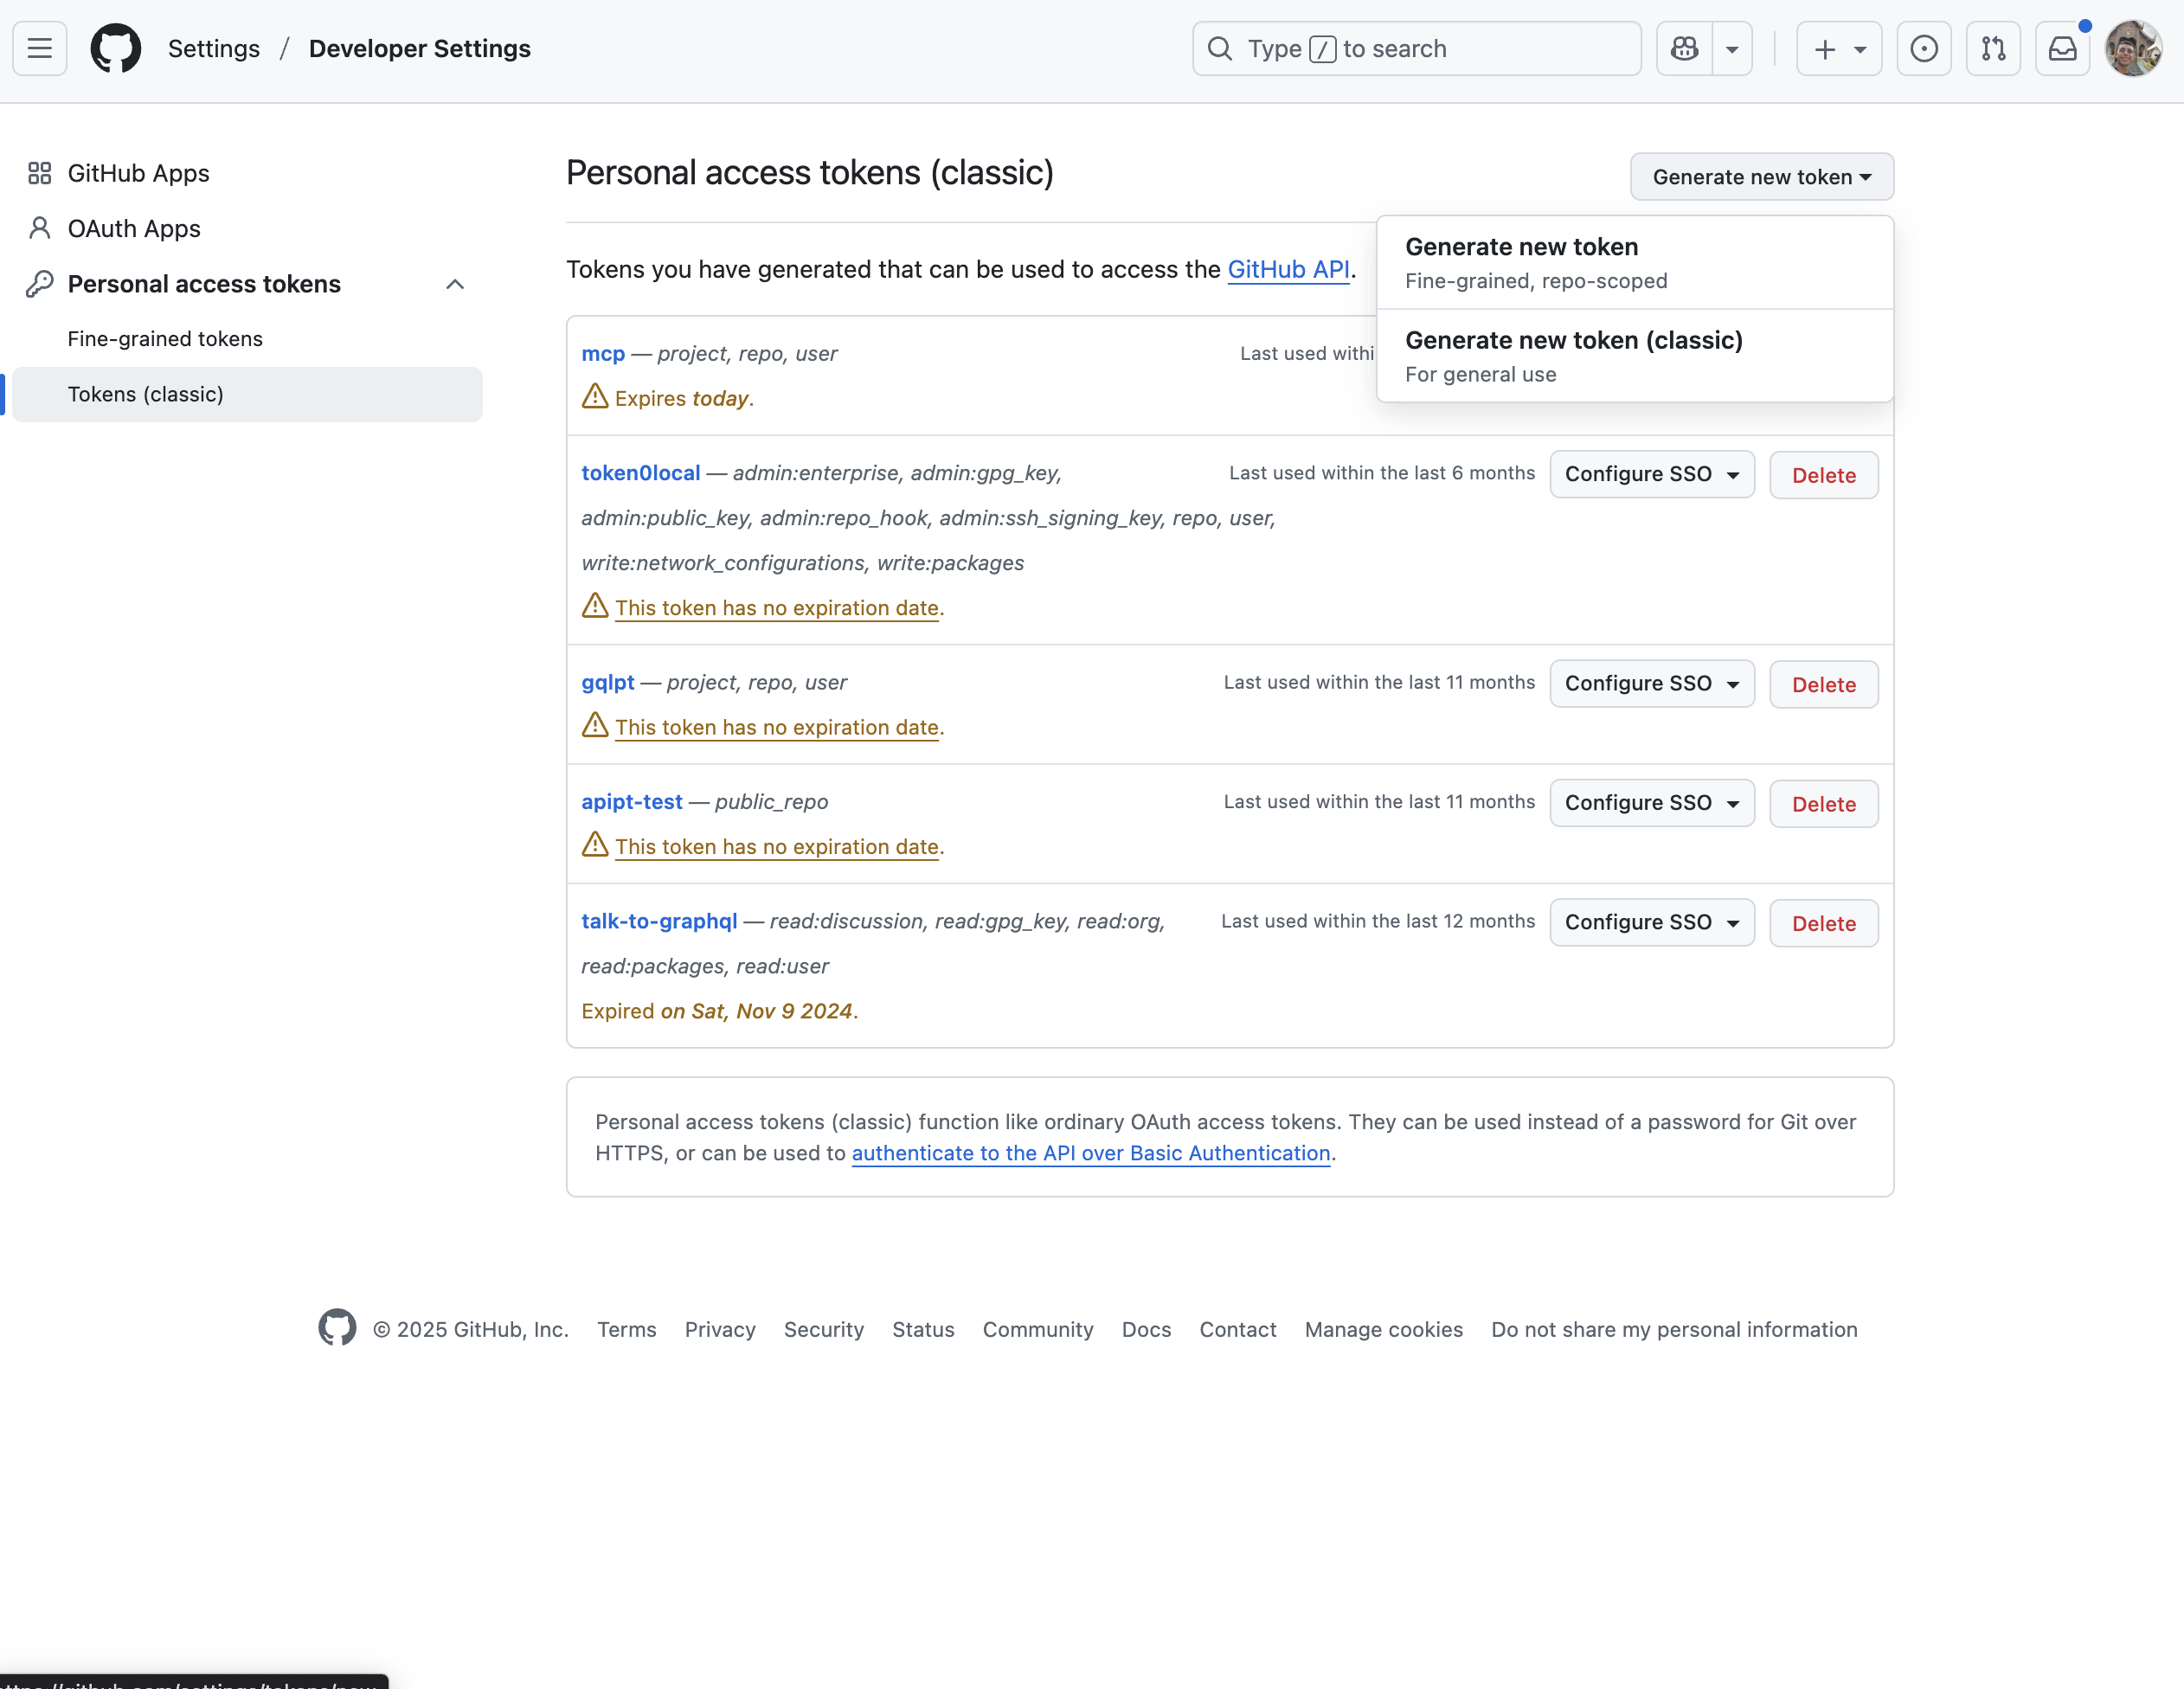 Settings / Developer Settings
Type / to search
GitHub Apps
OAuth Apps
Personal access tokens
Fine-grained tokens
Tokens (classic)
Personal access tokens (classic)
Generate new token
Generate new token
Fine-grained, repo-scoped
Generate new token (classic)
For general use
Tokens you have generated that can be used to access the GitHub API.
mcp — project, repo, user
Last used withi
Expires today.
token0local — admin:enterprise, admin:gpg_key,
admin:public_key, admin:repo_hook, admin:ssh_signing_key, repo, user,
write:network_configurations, write:packages
Last used within the last 6 months
Configure SSO
Delete
This token has no expiration date.
gqlpt — project, repo, user
Last used within the last 11 months
Configure SSO
Delete
This token has no expiration date.
apipt-test — public_repo
Last used within the last 11 months
Configure SSO
Delete
This token has no expiration date.
talk-to-graphql — read:discussion, read:gpg_key, read:org,
read:packages, read:user
Last used within the last 12 months
Configure SSO
Delete
Expired on Sat, Nov 9 2024.
Personal access tokens (classic) function like ordinary OAuth access tokens. They can be used instead of a password for Git over
HTTPS, or can be used to authenticate to the API over Basic Authentication.
© 2025 GitHub, Inc. Terms Privacy Security Status Community Docs Contact Manage cookies Do not share my personal information